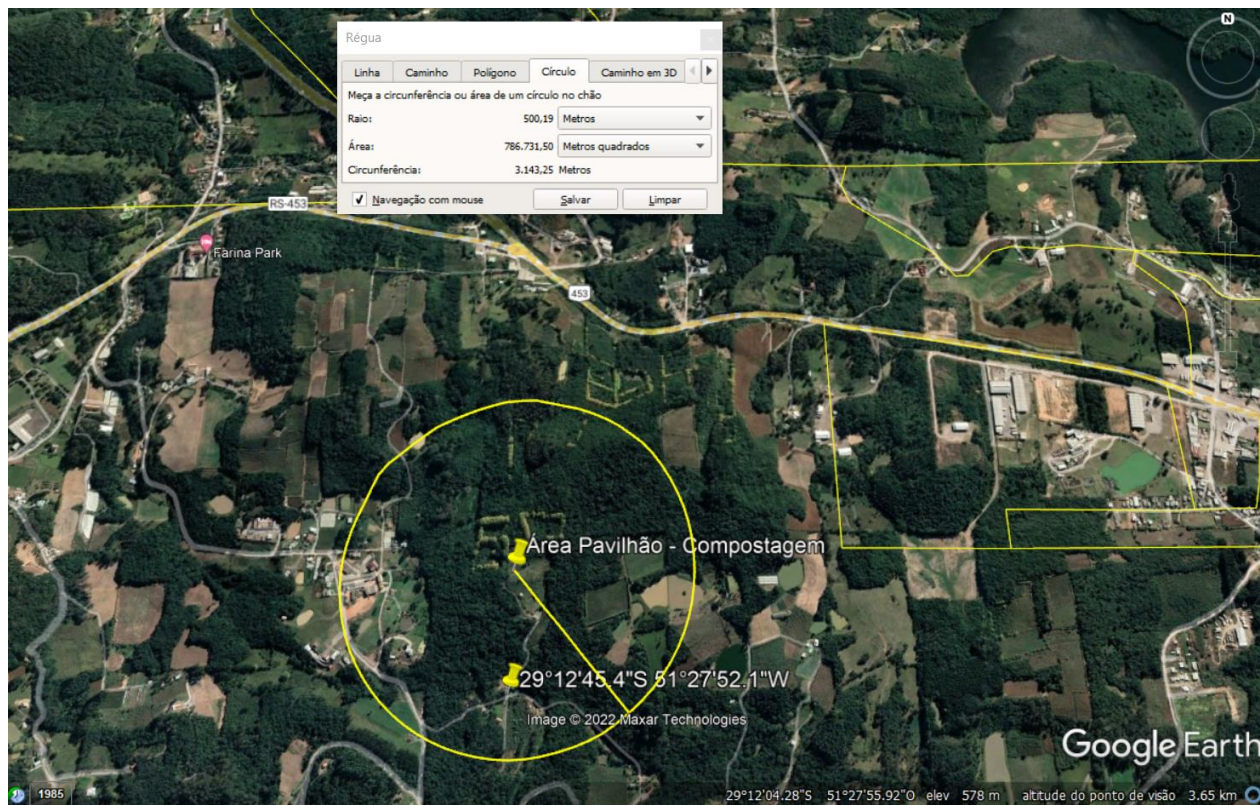 Régua
Linha Caminho Polígono Círculo Caminho em 3D
Meça a circunferência ou área de um círculo no chão
Raio: 500,19 Metros
Área: 786.731,50 Metros quadrados
Circunferência: 3.143,25 Metros
Navegação com mouse Salvar Limpar
N
RS-453
Farina Park
453
Área Pavilhão - Compostagem
29°12'45.4"S 51°27'52.1"W
Image © 2022 Maxar Technologies
Google Earth
1985
29°12'04.28"S 51°27'55.92"O elev 578 m altitude do ponto de visão 3.65 km